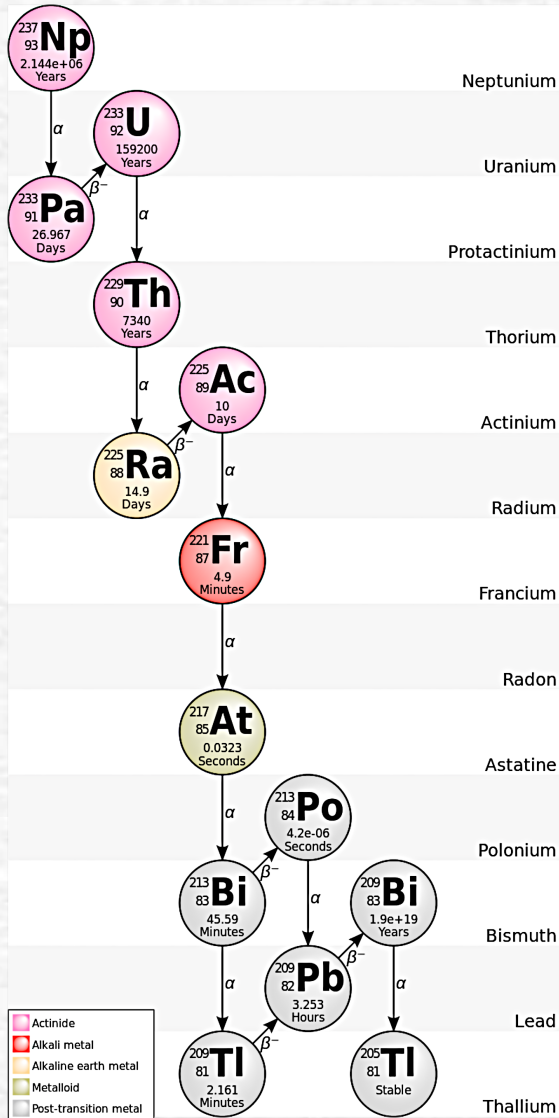 237
93 Np
2.144e+06
Years
Neptunium
α
233
92 U
159200
Years
Uranium
β⁻
233
91 Pa
26.967
Days
α
Protactinium
229
90 Th
7340
Years
Thorium
α
225
89 Ac
10
Days
Actinium
β⁻
225
88 Ra
14.9
Days
α
Radium
221
87 Fr
4.9
Minutes
Francium
α
Radon
217
85 At
0.0323
Seconds
Astatine
α
213
84 Po
4.2e-06
Seconds
Polonium
β⁻
213
83 Bi
45.59
Minutes
α
209
83 Bi
1.9e+19
Years
Bismuth
α
β⁻
209
82 Pb
3.253
Hours
α
Lead
β⁻
209
81 Tl
2.161
Minutes
205
81 Tl
Stable
Thallium
Actinide
Alkali metal
Alkaline earth metal
Metalloid
Post-transition metal